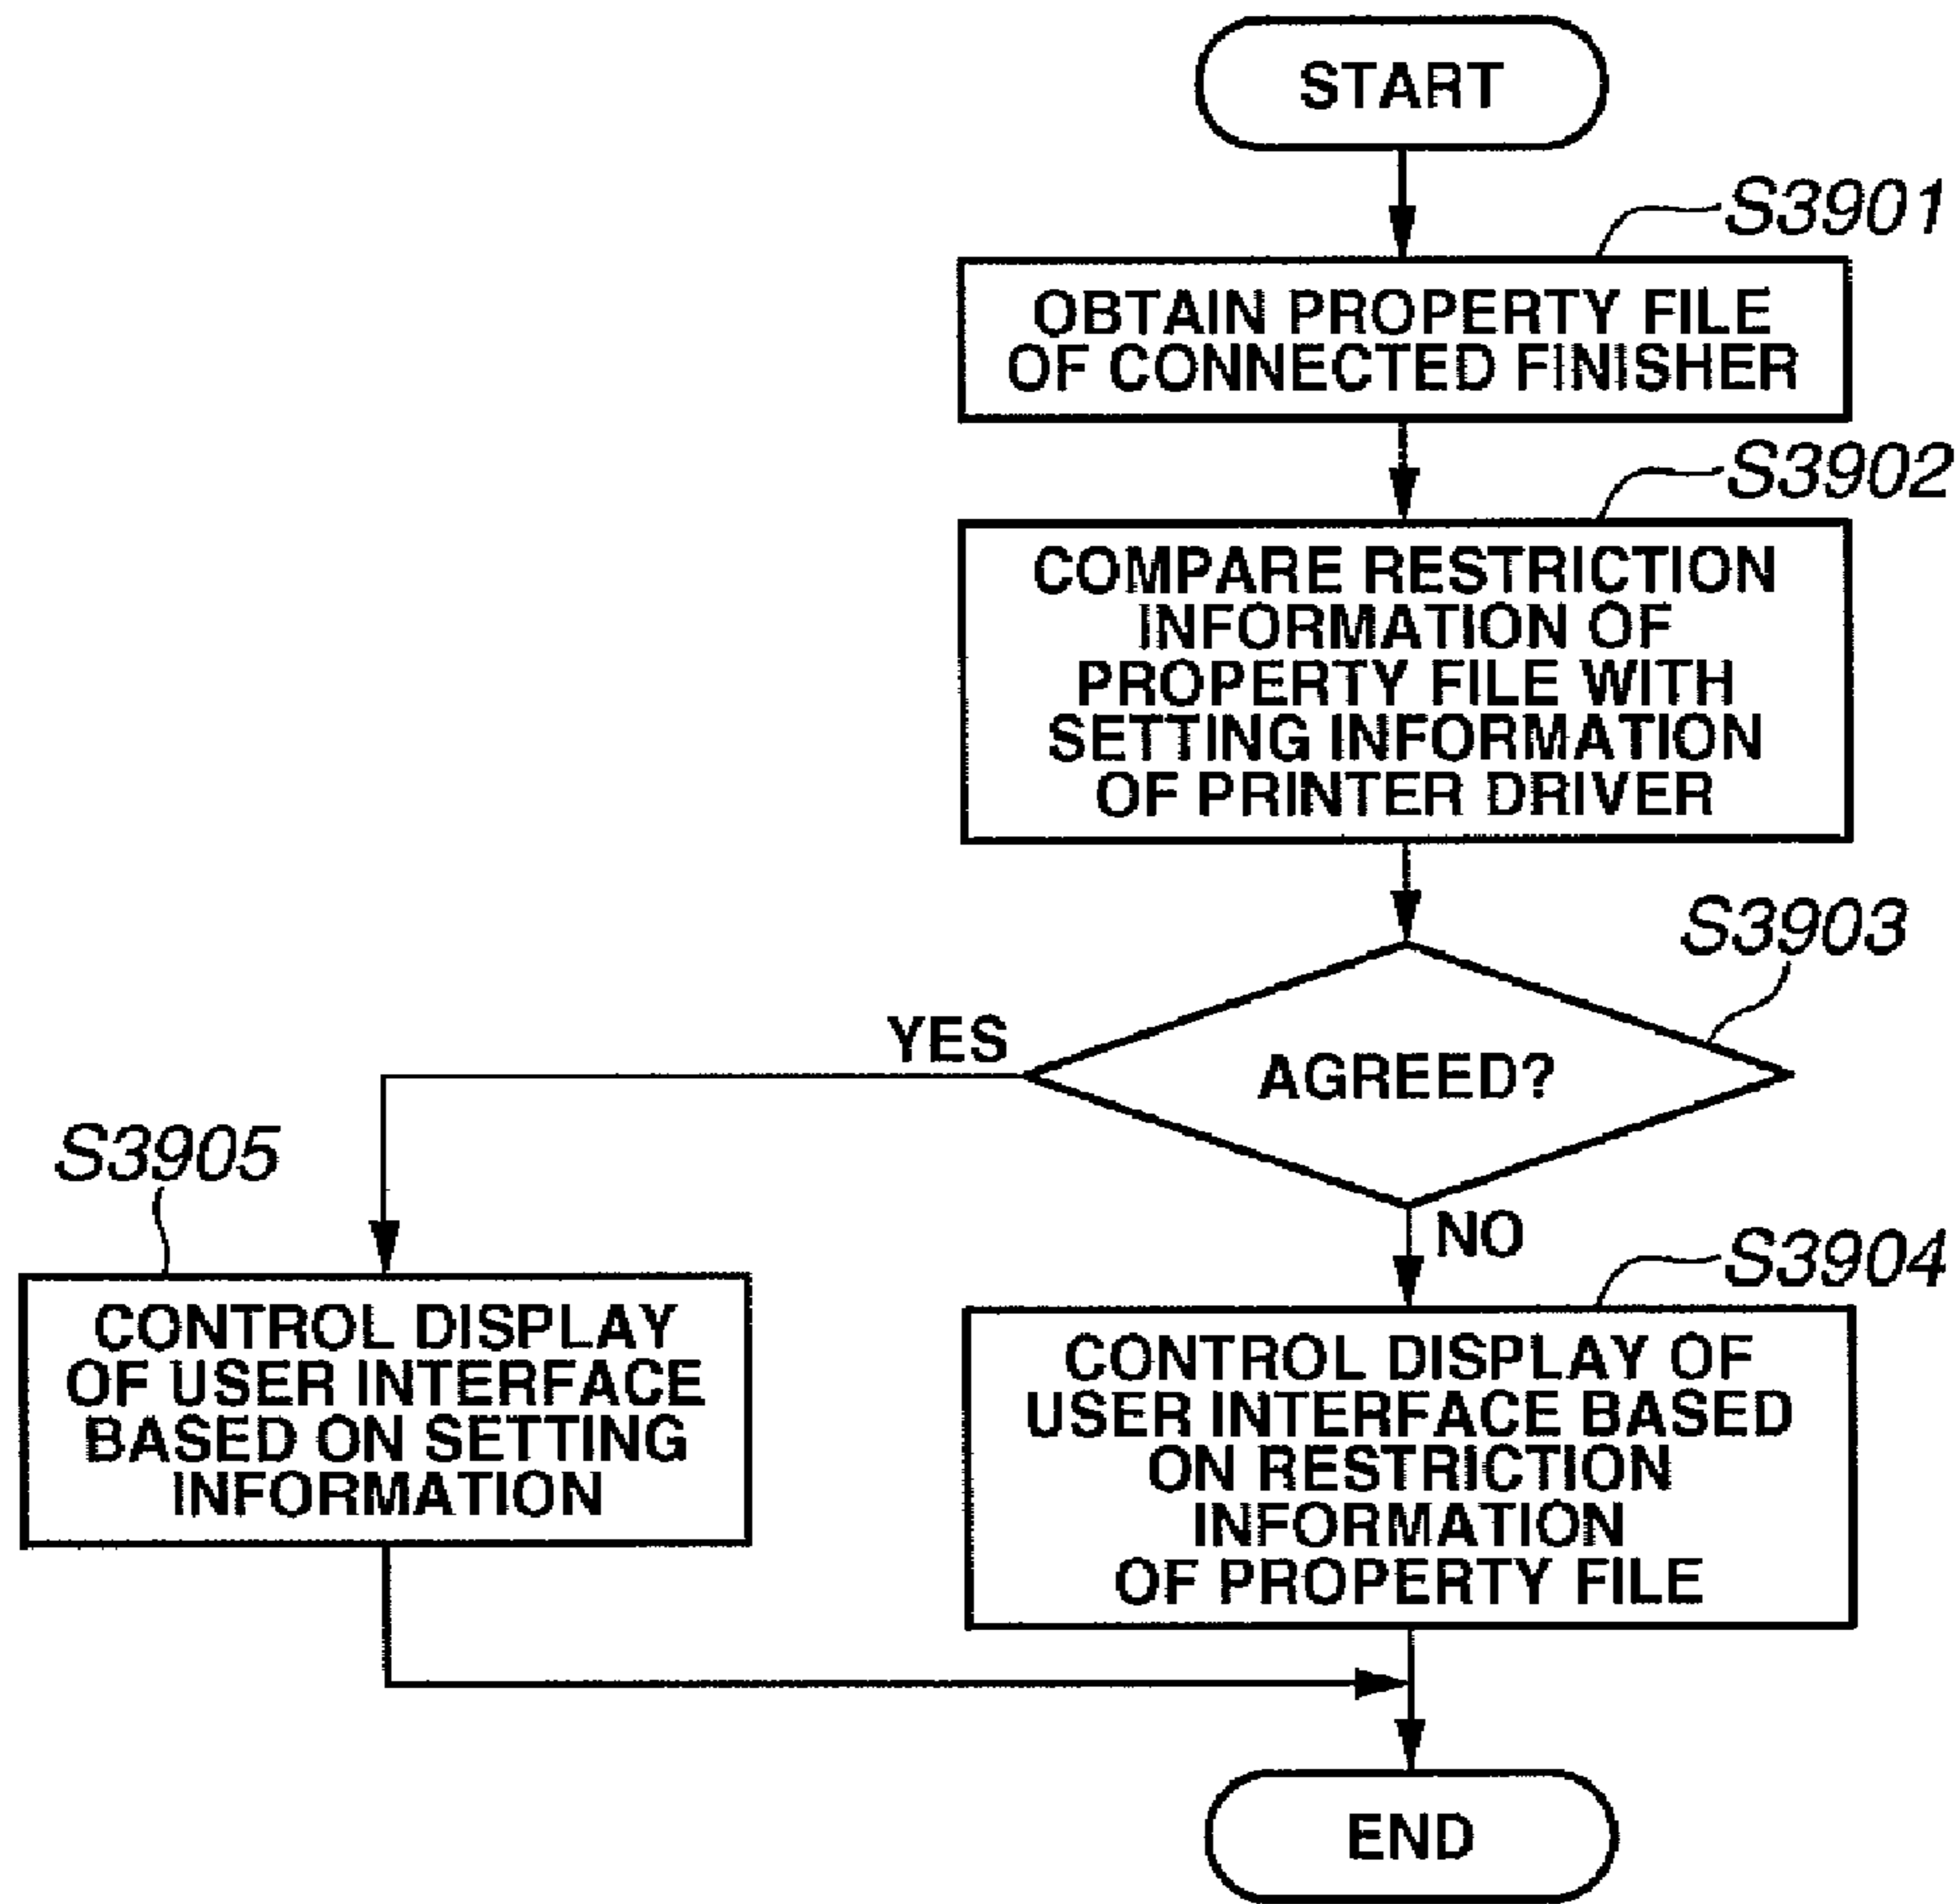 START
S3901
OBTAIN PROPERTY FILE
OF CONNECTED FINISHER
S3902
COMPARE RESTRICTION
INFORMATION OF
PROPERTY FILE WITH
SETTING INFORMATION
OF PRINTER DRIVER
S3903
AGREED?
YES
NO
S3905
CONTROL DISPLAY
OF USER INTERFACE
BASED ON SETTING
INFORMATION
S3904
CONTROL DISPLAY OF
USER INTERFACE BASED
ON RESTRICTION
INFORMATION
OF PROPERTY FILE
END